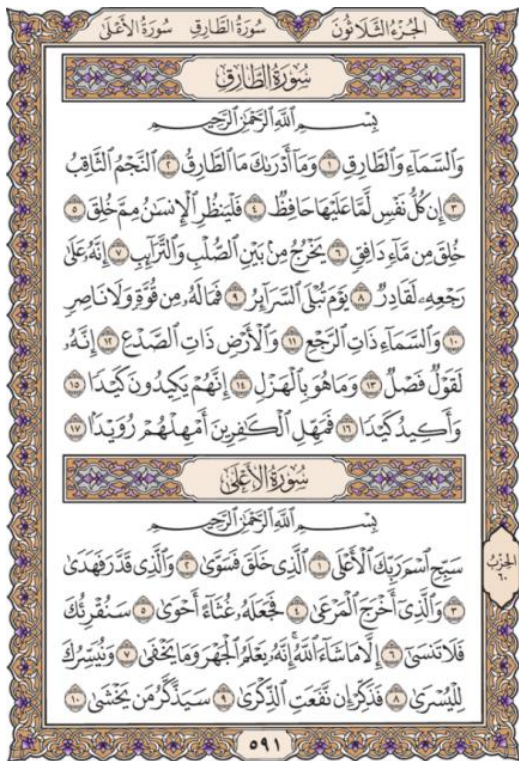 الجُزْءُ الثَّلَاثُونَ سُورَةُ الطَّارِقِ سُورَةُ الأَعْلَىٰ
سُورَةُ الطَّارِقِ
بِسْمِ ٱللَّهِ ٱلرَّحْمَٰنِ ٱلرَّحِيمِ
وَٱلسَّمَآءِ وَٱلطَّارِقِ ١ وَمَآ أَدْرَىٰكَ مَا ٱلطَّارِقُ ٢ ٱلنَّجْمُ ٱلثَّاقِبُ
٣ إِن كُلُّ نَفْسٍ لَّمَّا عَلَيْهَا حَافِظٌ ٤ فَلْيَنظُرِ ٱلْإِنسَٰنُ مِمَّ خُلِقَ ٥
خُلِقَ مِن مَّآءٍ دَافِقٍ ٦ يَخْرُجُ مِنۢ بَيْنِ ٱلصُّلْبِ وَٱلتَّرَآئِبِ ٧ إِنَّهُۥ عَلَىٰ
رَجْعِهِۦ لَقَادِرٌ ٨ يَوْمَ تُبْلَى ٱلسَّرَآئِرُ ٩ فَمَا لَهُۥ مِن قُوَّةٍ وَلَا نَاصِرٍ
١٠ وَٱلسَّمَآءِ ذَاتِ ٱلرَّجْعِ ١١ وَٱلْأَرْضِ ذَاتِ ٱلصَّدْعِ ١٢ إِنَّهُۥ
لَقَوْلٌ فَصْلٌ ١٣ وَمَا هُوَ بِٱلْهَزْلِ ١٤ إِنَّهُمْ يَكِيدُونَ كَيْدًا ١٥
وَأَكِيدُ كَيْدًا ١٦ فَمَهِّلِ ٱلْكَٰفِرِينَ أَمْهِلْهُمْ رُوَيْدًۢا ١٧
سُورَةُ الأَعْلَىٰ
بِسْمِ ٱللَّهِ ٱلرَّحْمَٰنِ ٱلرَّحِيمِ
سَبِّحِ ٱسْمَ رَبِّكَ ٱلْأَعْلَى ١ ٱلَّذِى خَلَقَ فَسَوَّىٰ ٢ وَٱلَّذِى قَدَّرَ فَهَدَىٰ
الحِزْبُ
٦٠
٣ وَٱلَّذِىٓ أَخْرَجَ ٱلْمَرْعَىٰ ٤ فَجَعَلَهُۥ غُثَآءً أَحْوَىٰ ٥ سَنُقْرِئُكَ
فَلَا تَنسَىٰٓ ٦ إِلَّا مَا شَآءَ ٱللَّهُ ۚ إِنَّهُۥ يَعْلَمُ ٱلْجَهْرَ وَمَا يَخْفَىٰ ٧ وَنُيَسِّرُكَ
لِلْيُسْرَىٰ ٨ فَذَكِّرْ إِن نَّفَعَتِ ٱلذِّكْرَىٰ ٩ سَيَذَّكَّرُ مَن يَخْشَىٰ ١٠
٥٩١